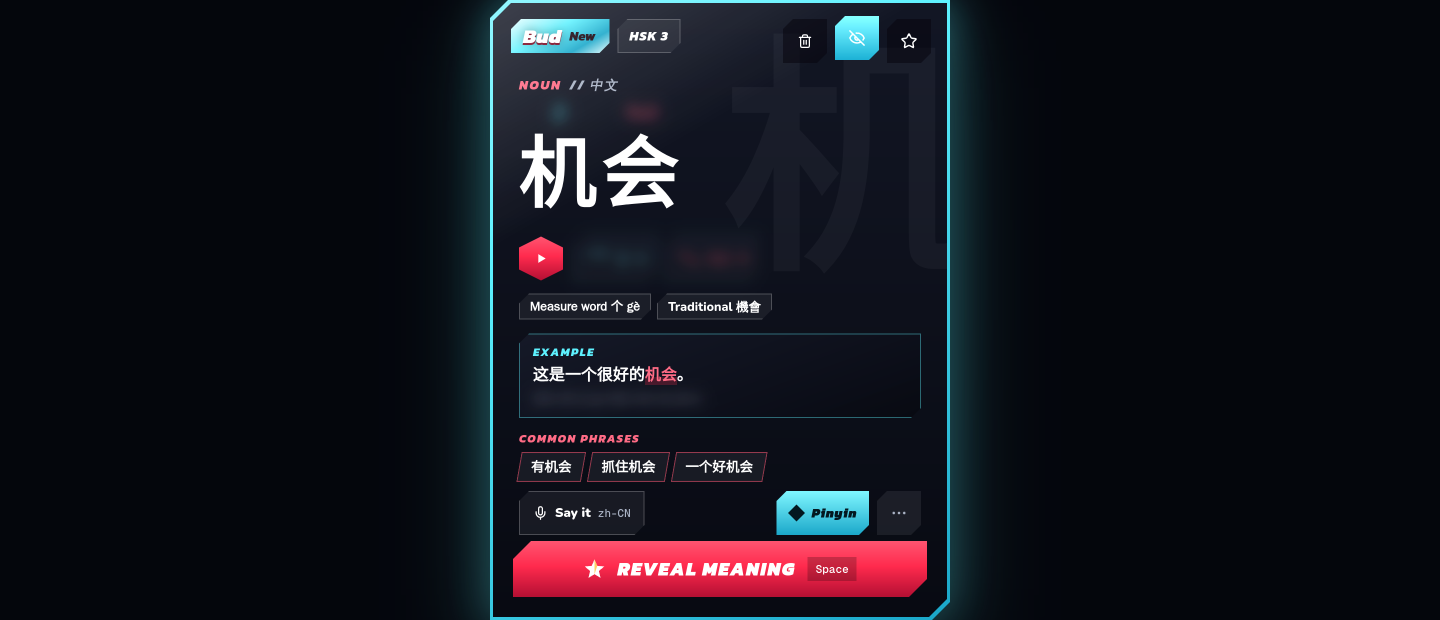 Bud New HSK 3
NOUN // 中文
机
机会
Measure word 个 gè Traditional 機會
EXAMPLE
这是一个很好的机会。
COMMON PHRASES
有机会 抓住机会 一个好机会
Say it zh-CN Pinyin
REVEAL MEANING Space